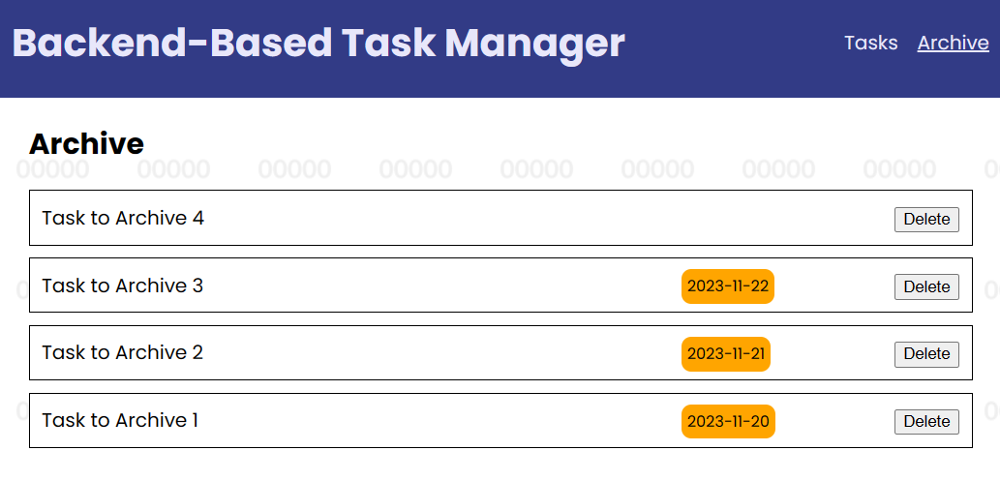 Backend-Based Task Manager Tasks Archive
Archive
00000 00000 00000 00000 00000 00000 00000 00000 0
Task to Archive 4 Delete
Task to Archive 3 2023-11-22 Delete
Task to Archive 2 2023-11-21 Delete
Task to Archive 1 2023-11-20 Delete